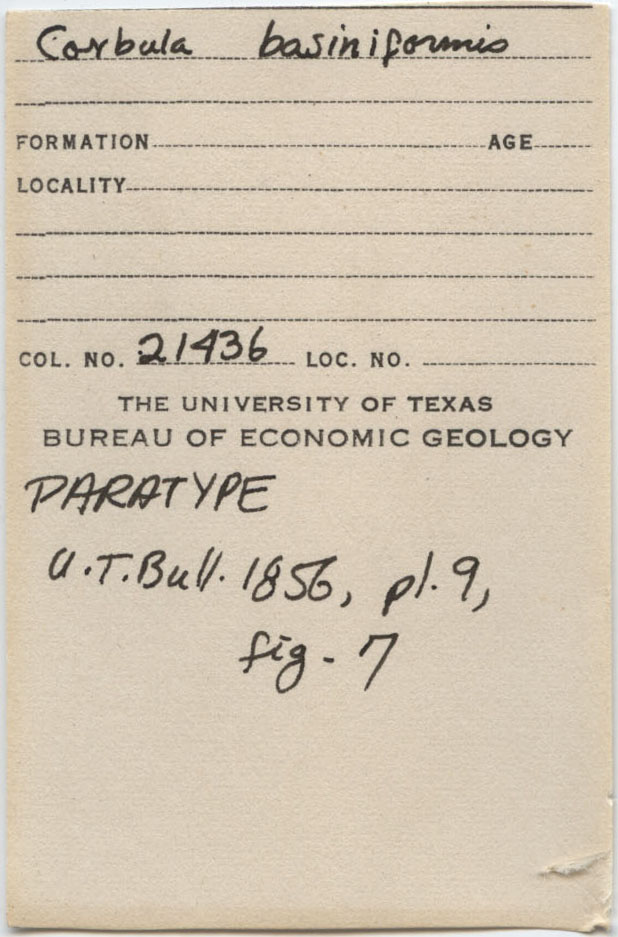 Corbula basiniformis
FORMATION AGE
LOCALITY
COL. NO. 21436 LOC. NO.
THE UNIVERSITY OF TEXAS
BUREAU OF ECONOMIC GEOLOGY
PARATYPE
U.T. Bull. 1856, pl. 9,
fig. 7